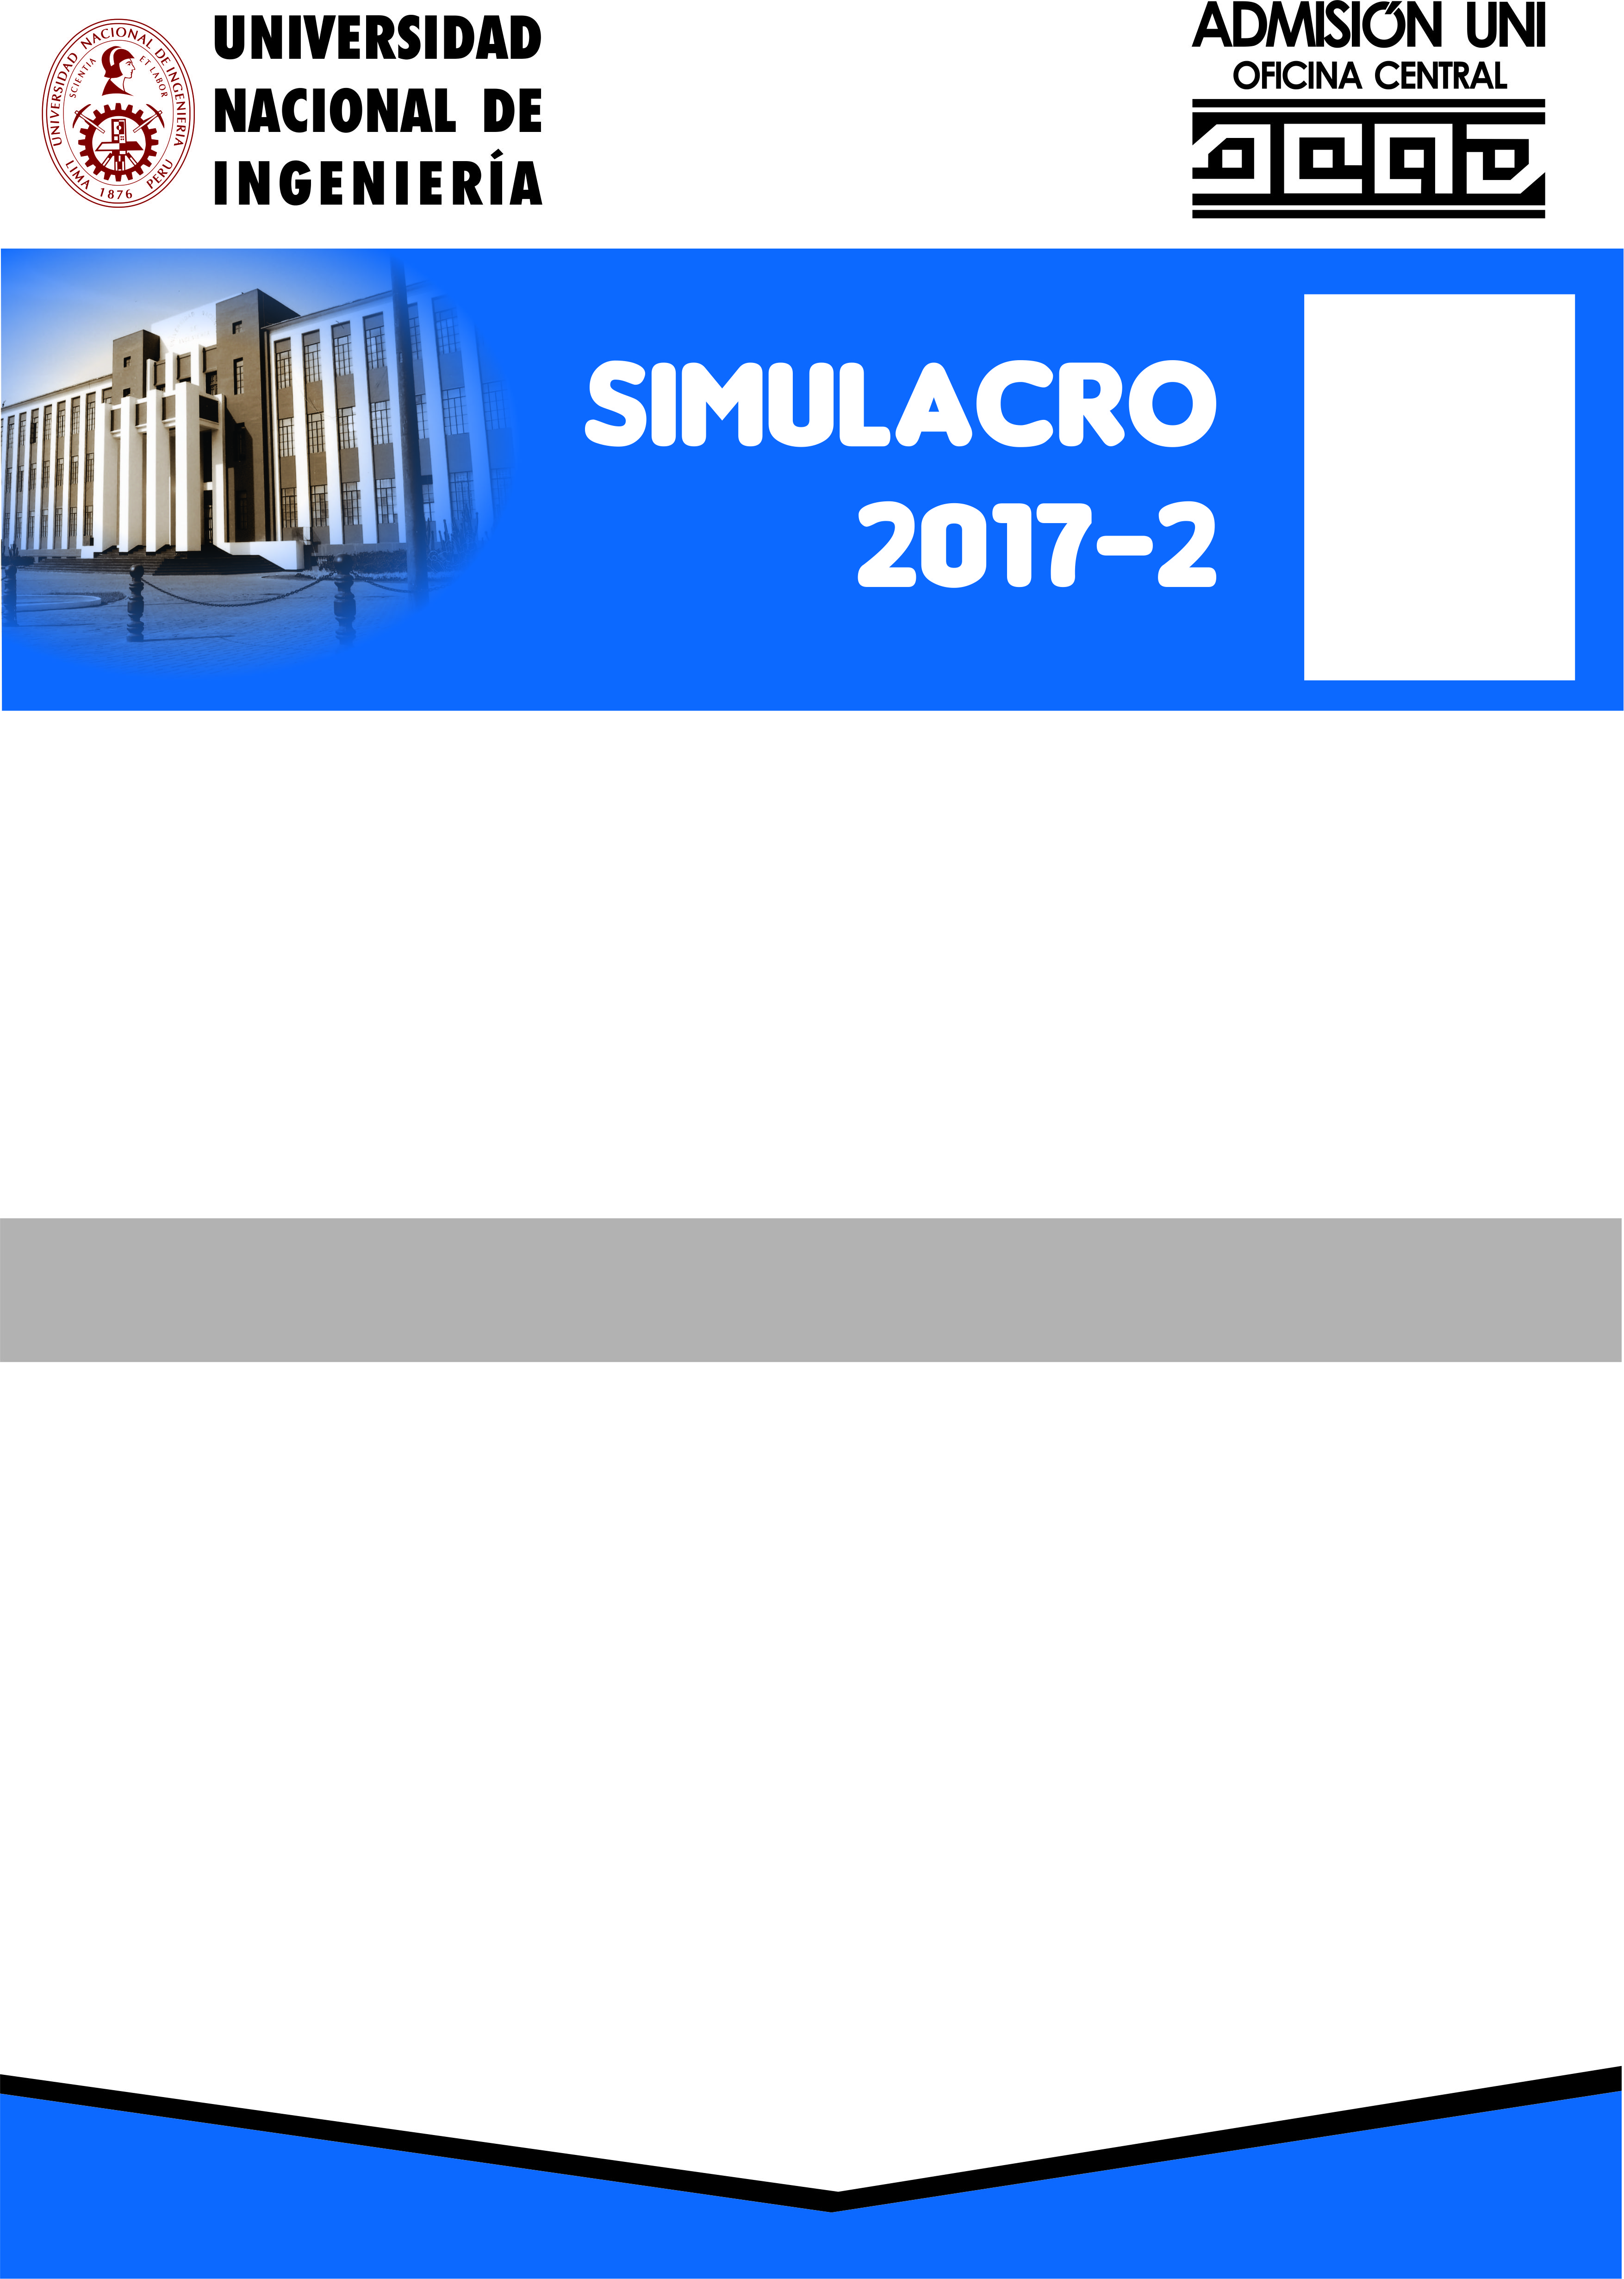 UNIVERSIDAD
NACIONAL DE
INGENIERÍA
UNIVERSIDAD NACIONAL DE INGENIERIA
SCIENTIA ET LABOR
LIMA 1876 PERU
ADMISIÓN UNI
OFICINA CENTRAL
SIMULACRO
2017-2